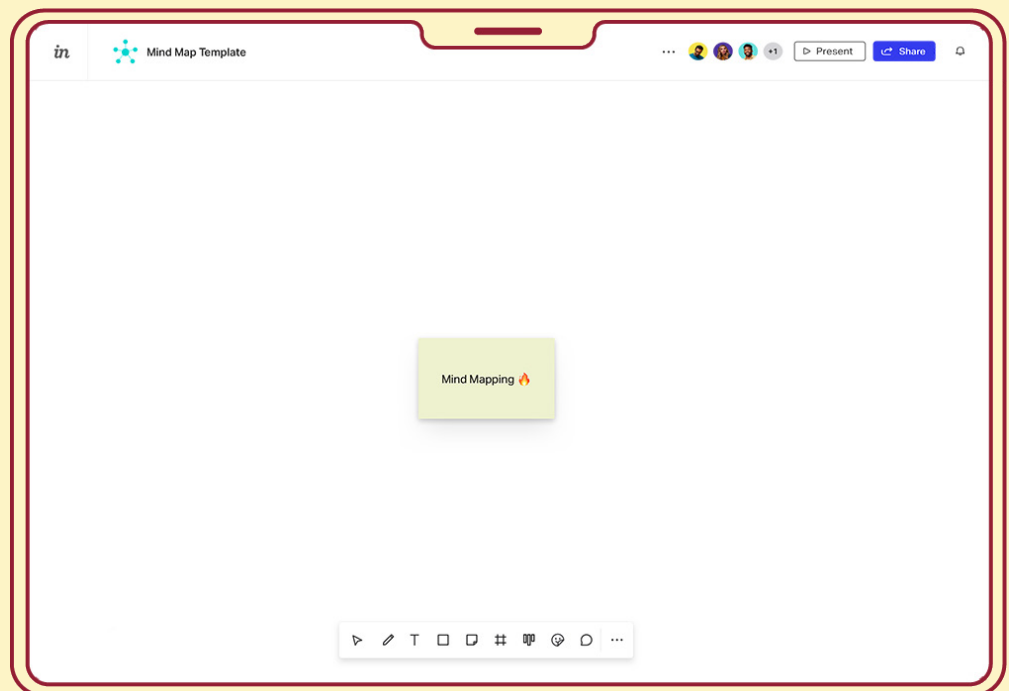 in
Mind Map Template
+1
Present
Share
Mind Mapping 🔥
T